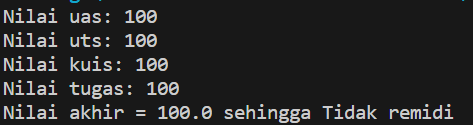 Nilai uas: 100
Nilai uts: 100
Nilai kuis: 100
Nilai tugas: 100
Nilai akhir = 100.0 sehingga Tidak remidi